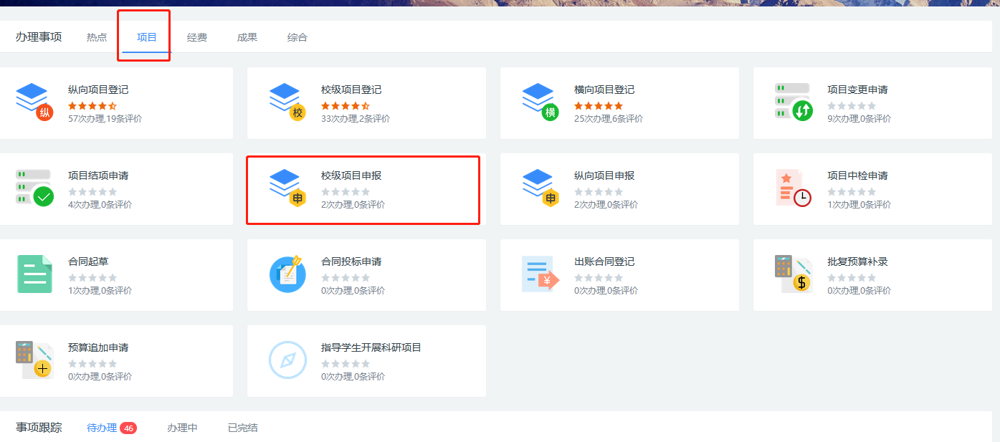 办理事项 热点 项目 经费 成果 综合
纵向项目登记
纵
57次办理,19条评价
校级项目登记
校
33次办理,2条评价
横向项目登记
横
25次办理,6条评价
项目变更申请
9次办理,0条评价
项目结项申请
4次办理,0条评价
校级项目申报
申
2次办理,0条评价
纵向项目申报
申
2次办理,0条评价
项目中检申请
1次办理,0条评价
合同起草
1次办理,0条评价
合同投标申请
0次办理,0条评价
出账合同登记
¥
0次办理,0条评价
批复预算补录
$
0次办理,0条评价
预算追加申请
0次办理,0条评价
指导学生开展科研项目
0次办理,0条评价
事项跟踪 待办理 46 办理中 已完结